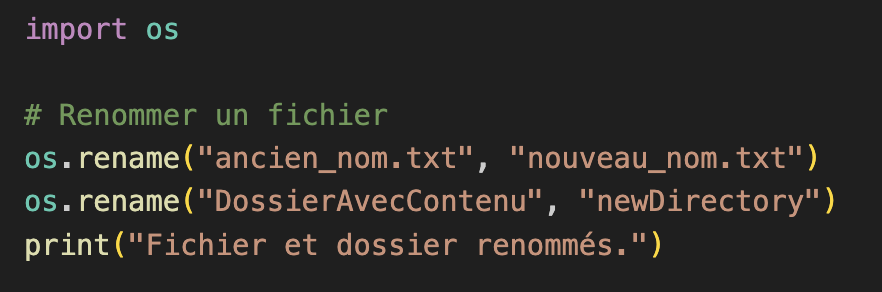 import os
# Renommer un fichier
os.rename("ancien_nom.txt", "nouveau_nom.txt")
os.rename("DossierAvecContenu", "newDirectory")
print("Fichier et dossier renommés.")